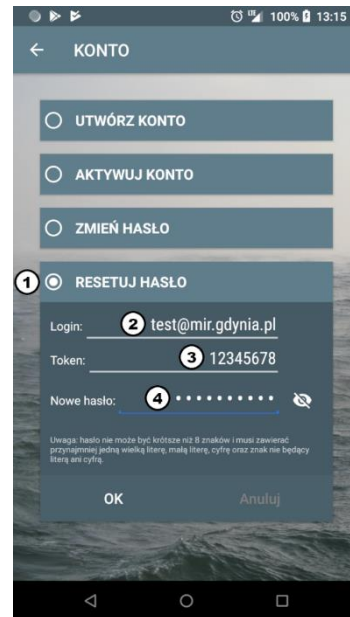 LTE 100% 13:15
KONTO
UTWÓRZ KONTO
AKTYWUJ KONTO
ZMIEŃ HASŁO
1 RESETUJ HASŁO
Login: 2 test@mir.gdynia.pl
Token: 3 12345678
Nowe hasło: 4 ••••••••••
Uwaga: hasło nie może być krótsze niż 8 znaków i musi zawierać
przynajmniej jedną wielką literę, małą literę, cyfrę oraz znak nie będący
literą ani cyfrą.
OK Anuluj